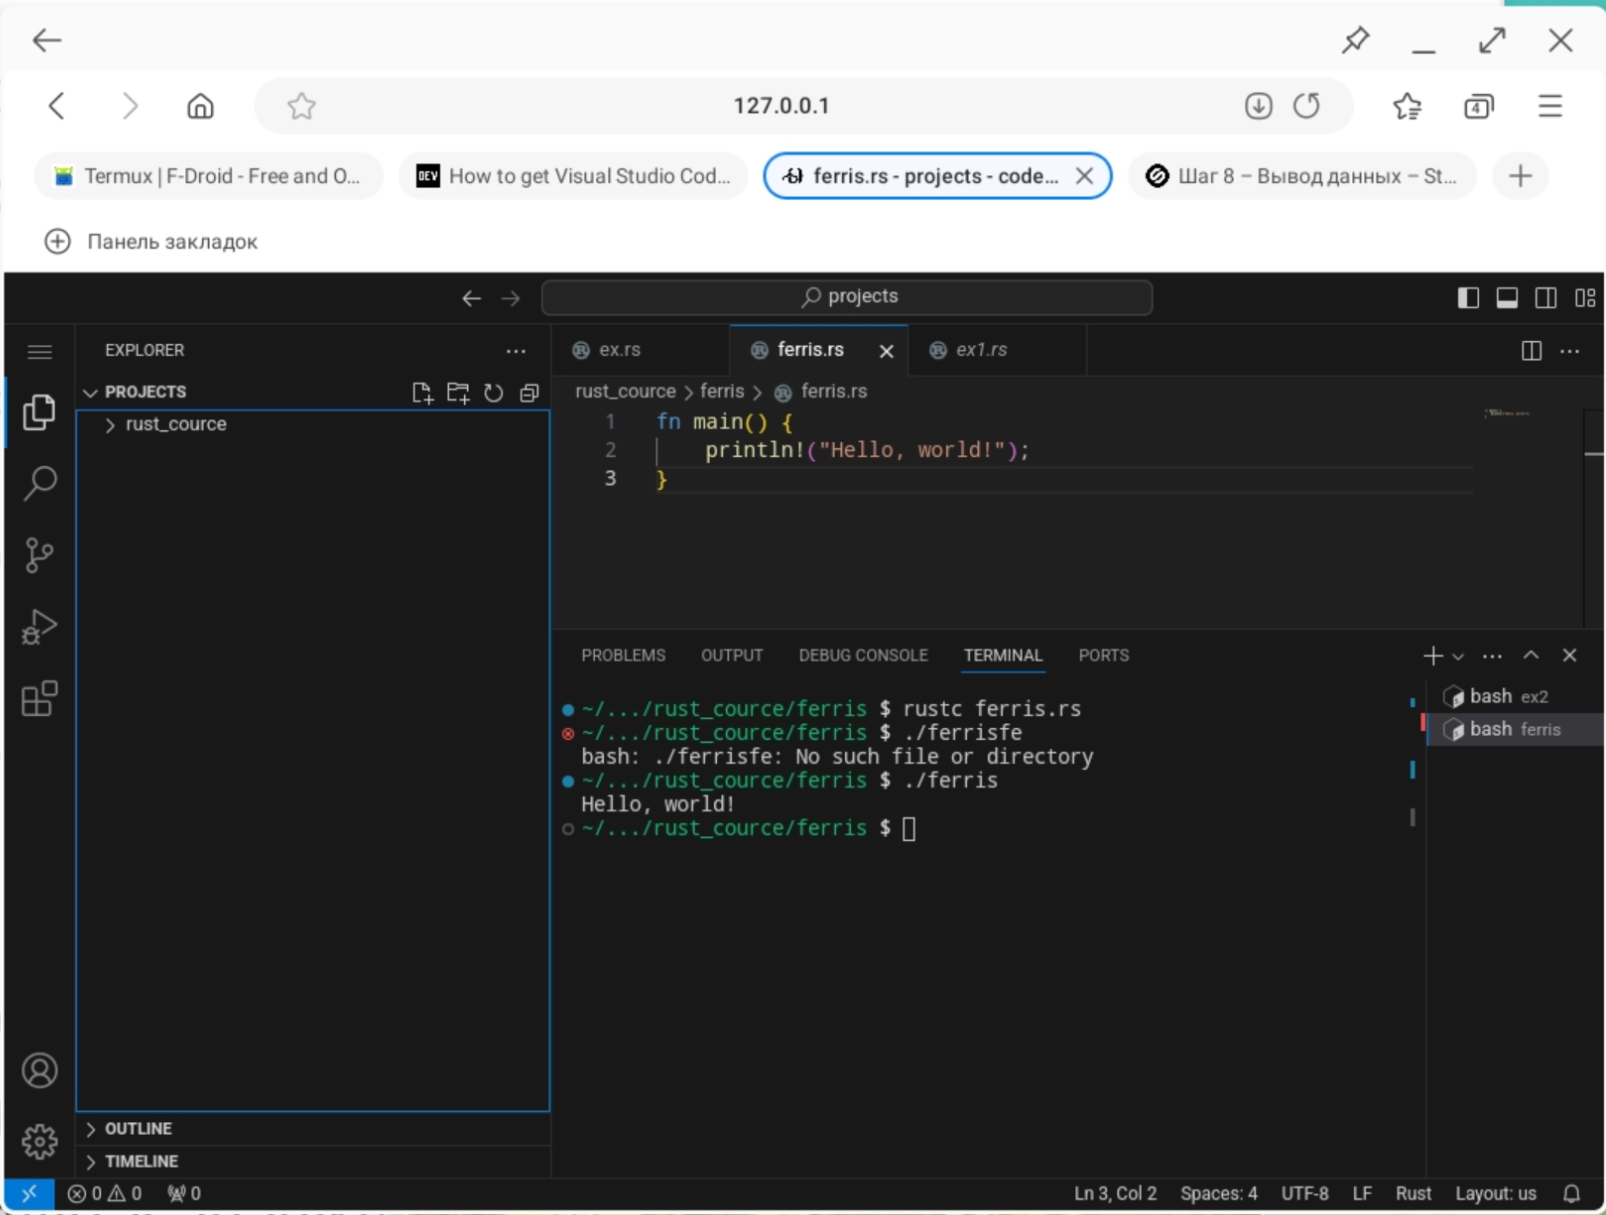 127.0.0.1
4
Termux | F-Droid - Free and O...
DEV How to get Visual Studio Cod...
ferris.rs - projects - code...
Шаг 8 – Вывод данных – St...
Панель закладок
projects
EXPLORER
PROJECTS
rust_cource
OUTLINE
TIMELINE
ex.rs
ferris.rs
ex1.rs
rust_cource > ferris > ferris.rs
1 fn main() {
2 println!("Hello, world!");
3 }
PROBLEMS OUTPUT DEBUG CONSOLE TERMINAL PORTS
~/.../rust_cource/ferris $ rustc ferris.rs
~/.../rust_cource/ferris $ ./ferrisfe
bash: ./ferrisfe: No such file or directory
~/.../rust_cource/ferris $ ./ferris
Hello, world!
~/.../rust_cource/ferris $
bash ex2
bash ferris
0 0 0
Ln 3, Col 2 Spaces: 4 UTF-8 LF Rust Layout: us